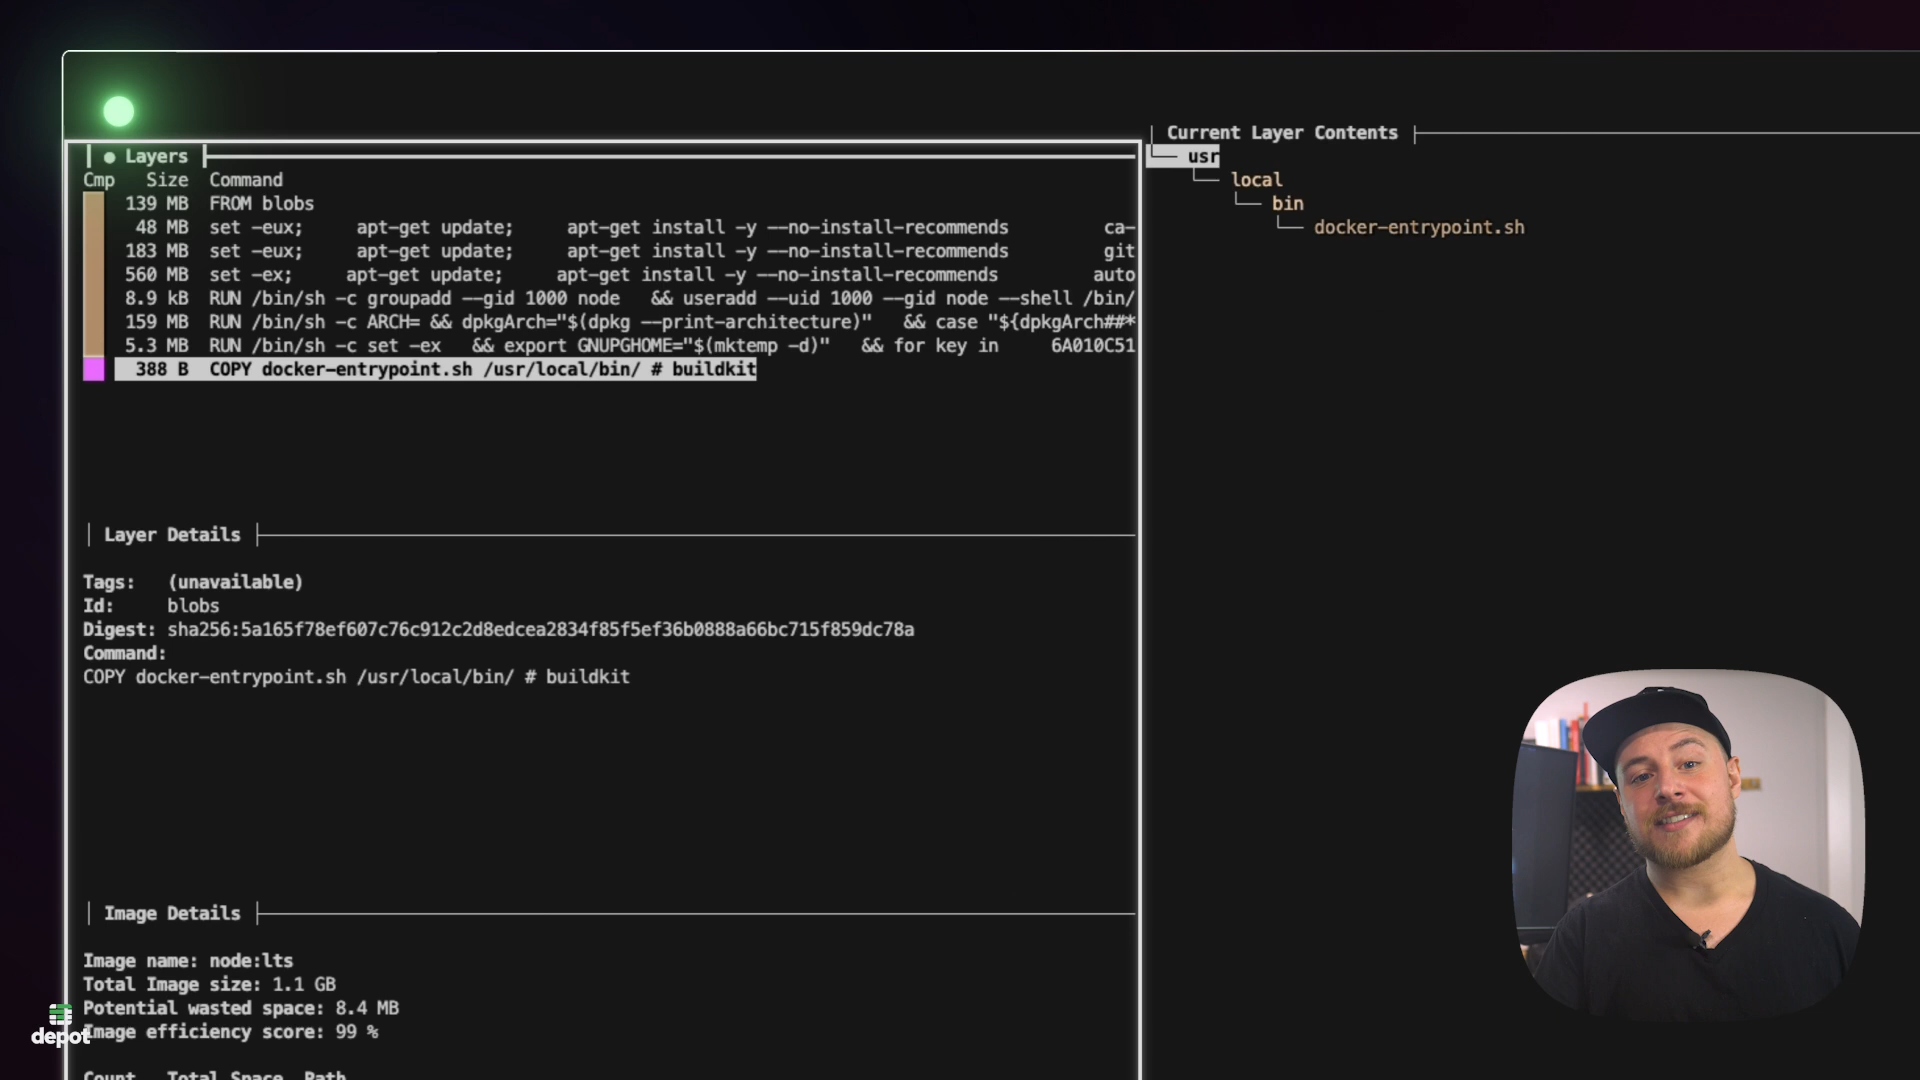 ● Layers
Cmp Size Command
139 MB FROM blobs
48 MB set -eux; apt-get update; apt-get install -y --no-install-recommends ca-
183 MB set -eux; apt-get update; apt-get install -y --no-install-recommends git
560 MB set -ex; apt-get update; apt-get install -y --no-install-recommends auto
8.9 kB RUN /bin/sh -c groupadd --gid 1000 node && useradd --uid 1000 --gid node --shell /bin/
159 MB RUN /bin/sh -c ARCH= && dpkgArch="$(dpkg --print-architecture)" && case "${dpkgArch##*
5.3 MB RUN /bin/sh -c set -ex && export GNUPGHOME="$(mktemp -d)" && for key in 6A010C51
388 B COPY docker-entrypoint.sh /usr/local/bin/ # buildkit
Layer Details
Tags: (unavailable)
Id: blobs
Digest: sha256:5a165f78ef607c76c912c2d8edcea2834f85f5ef36b0888a66bc715f859dc78a
Command:
COPY docker-entrypoint.sh /usr/local/bin/ # buildkit
Image Details
Image name: node:lts
Total Image size: 1.1 GB
Potential wasted space: 8.4 MB
Image efficiency score: 99 %
Count Total Space Path
Current Layer Contents
usr
local
bin
docker-entrypoint.sh
depot